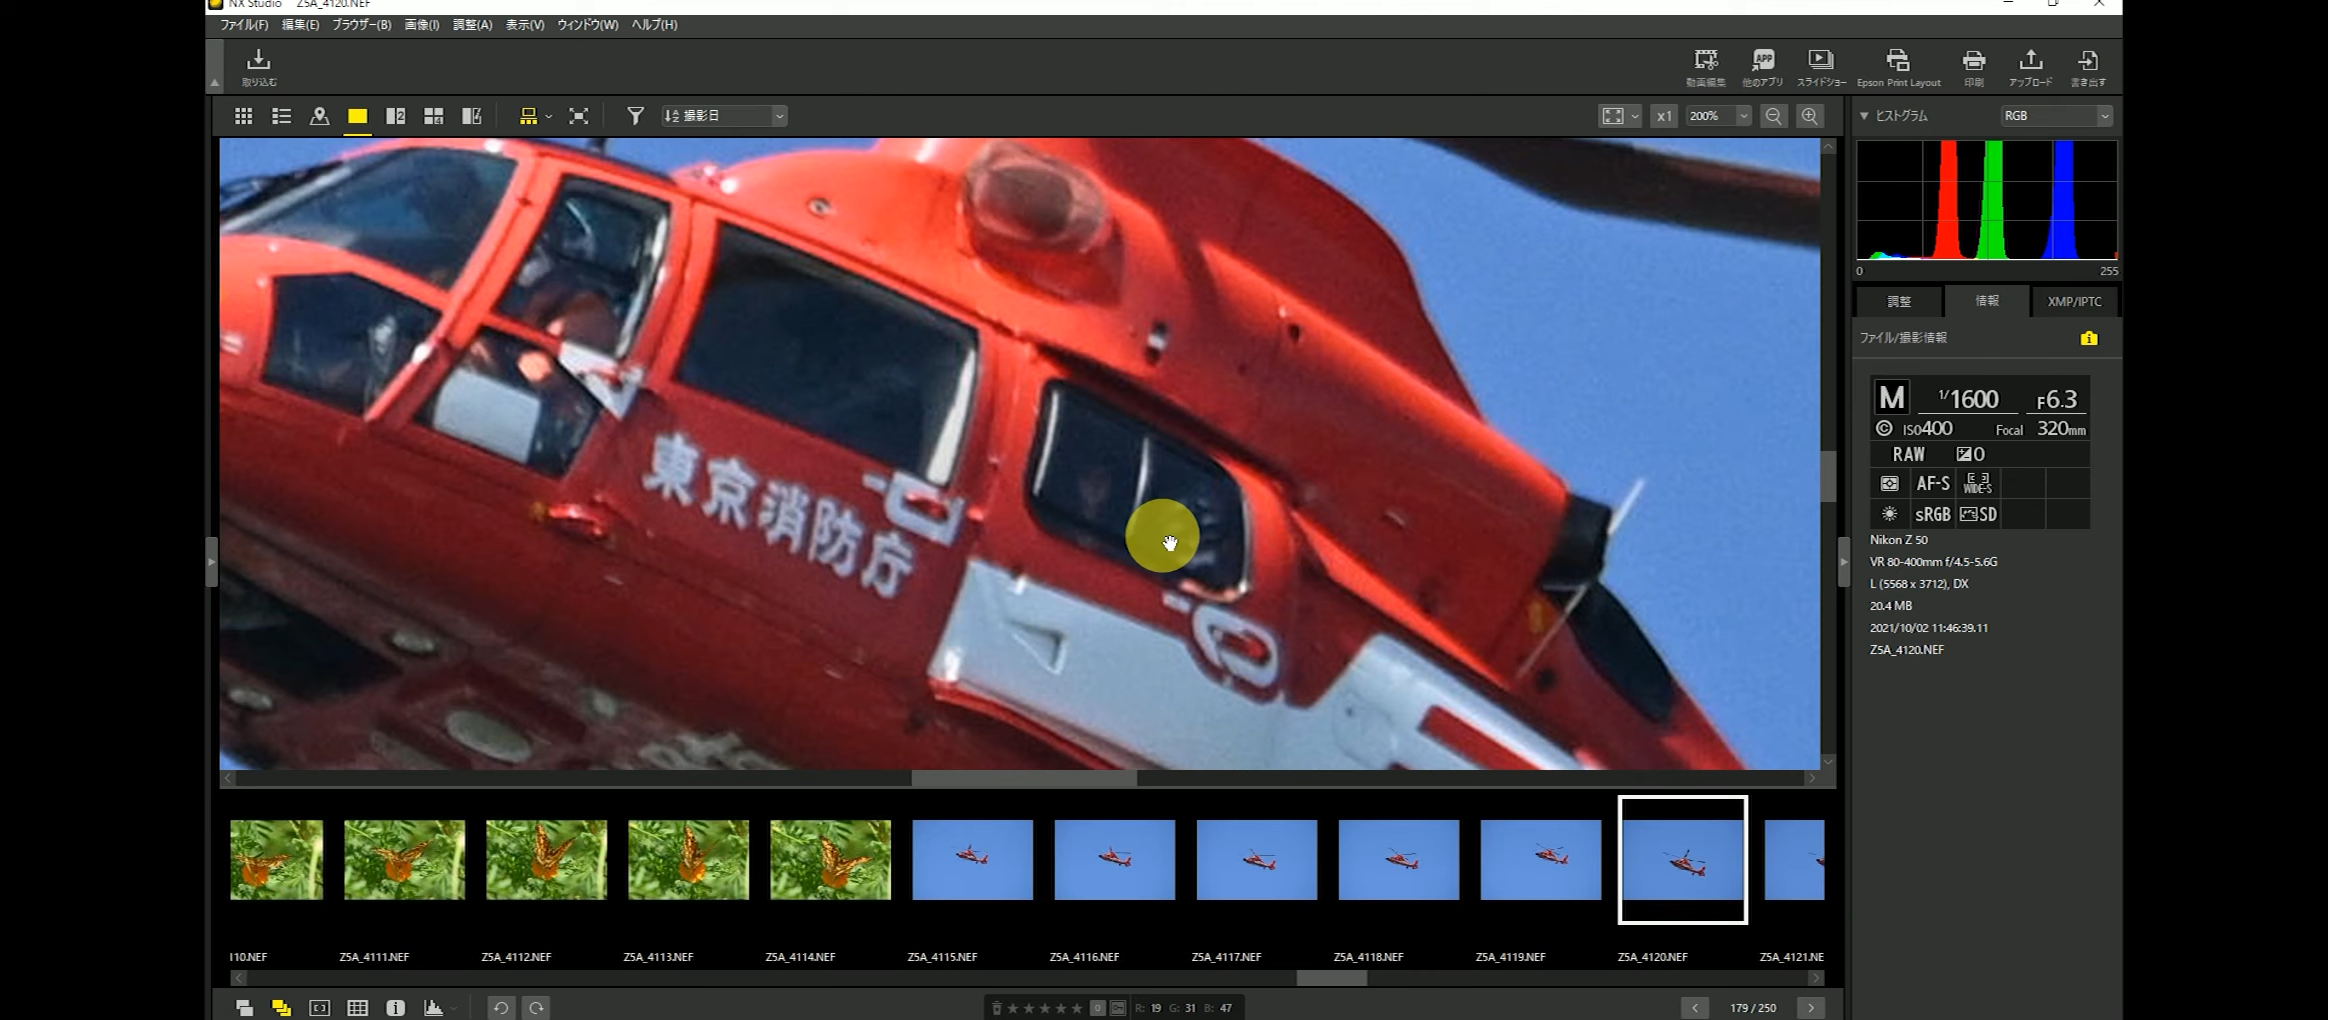 NX Studio Z5A_4120.NEF
ファイル(F) 編集(E) ブラウザー(B) 画像(I) 調整(A) 表示(V) ウィンドウ(W) ヘルプ(H)
取り込む
動画編集 他のアプリ スライドショー Epson Print Layout 印刷 アップロード 書き出す
撮影日
x1 200%
ヒストグラム RGB
0 255
調整 情報 XMP/IPTC
ファイル/撮影情報
M 1/1600 F6.3
ISO400 Focal 320mm
RAW 0
AF-S WIDE-S
sRGB SD
Nikon Z 50
VR 80-400mm f/4.5-5.6G
L (5568 x 3712), DX
20.4 MB
2021/10/02 11:46:39.11
Z5A_4120.NEF
東京消防庁
110.NEF Z5A_4111.NEF Z5A_4112.NEF Z5A_4113.NEF Z5A_4114.NEF Z5A_4115.NEF Z5A_4116.NEF Z5A_4117.NEF Z5A_4118.NEF Z5A_4119.NEF Z5A_4120.NEF Z5A_4121.NE
0 R: 19 G: 31 B: 47
179 / 250